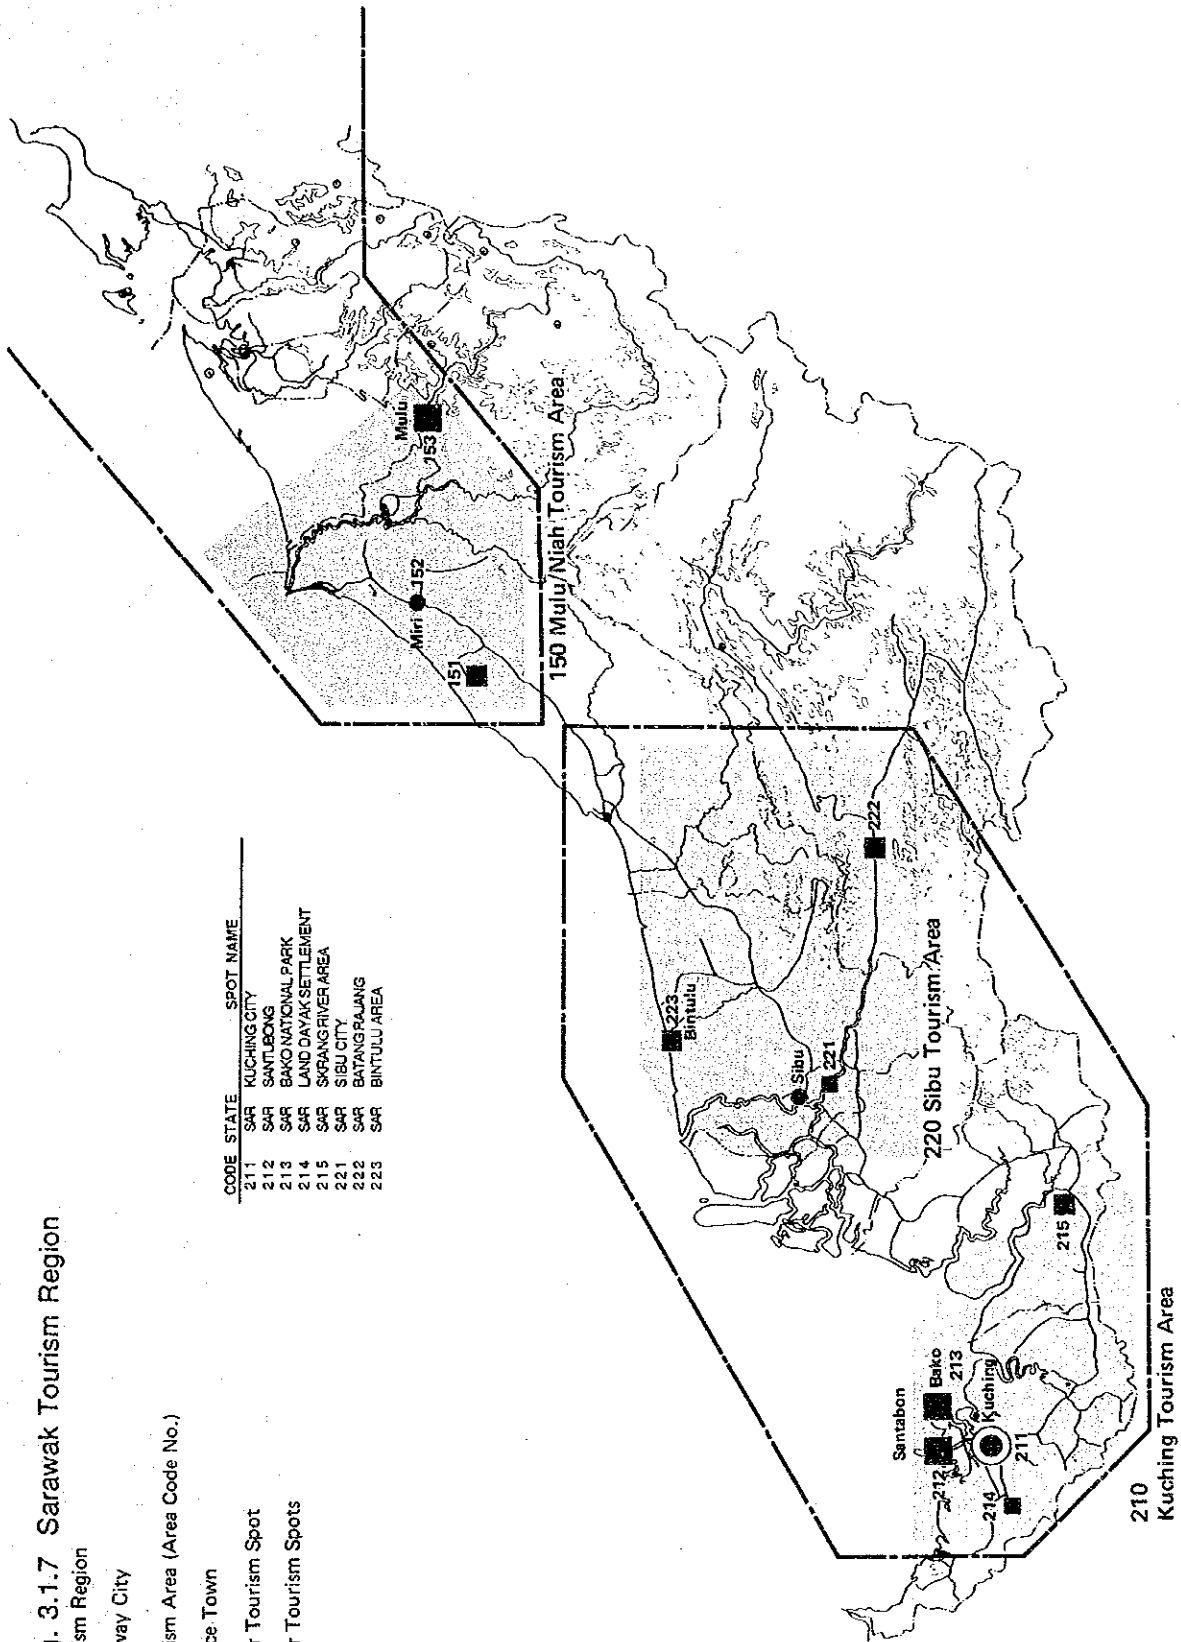 . 3.1.7 Sarawak Tourism Region
sm Region
way City
ism Area (Area Code No.)
ce Town
r Tourism Spot
r Tourism Spots
CODE STATE SPOT NAME
211 SAR KUCHING CITY
212 SAR SANTUBONG
213 SAR BAKO NATIONAL PARK
214 SAR LAND DAYAK SETTLEMENT
215 SAR SKRANG RIVER AREA
221 SAR SIBU CITY
222 SAR BATANG RAJANG
223 SAR BINTULU AREA
Mulu
153
152
Miri
151
150 Mulu/Niah Tourism Area
222
223
Bintulu
Sibu
221
220 Sibu Tourism Area
215
Santabon
Bako
213
212
Kuching
211
214
210
Kuching Tourism Area